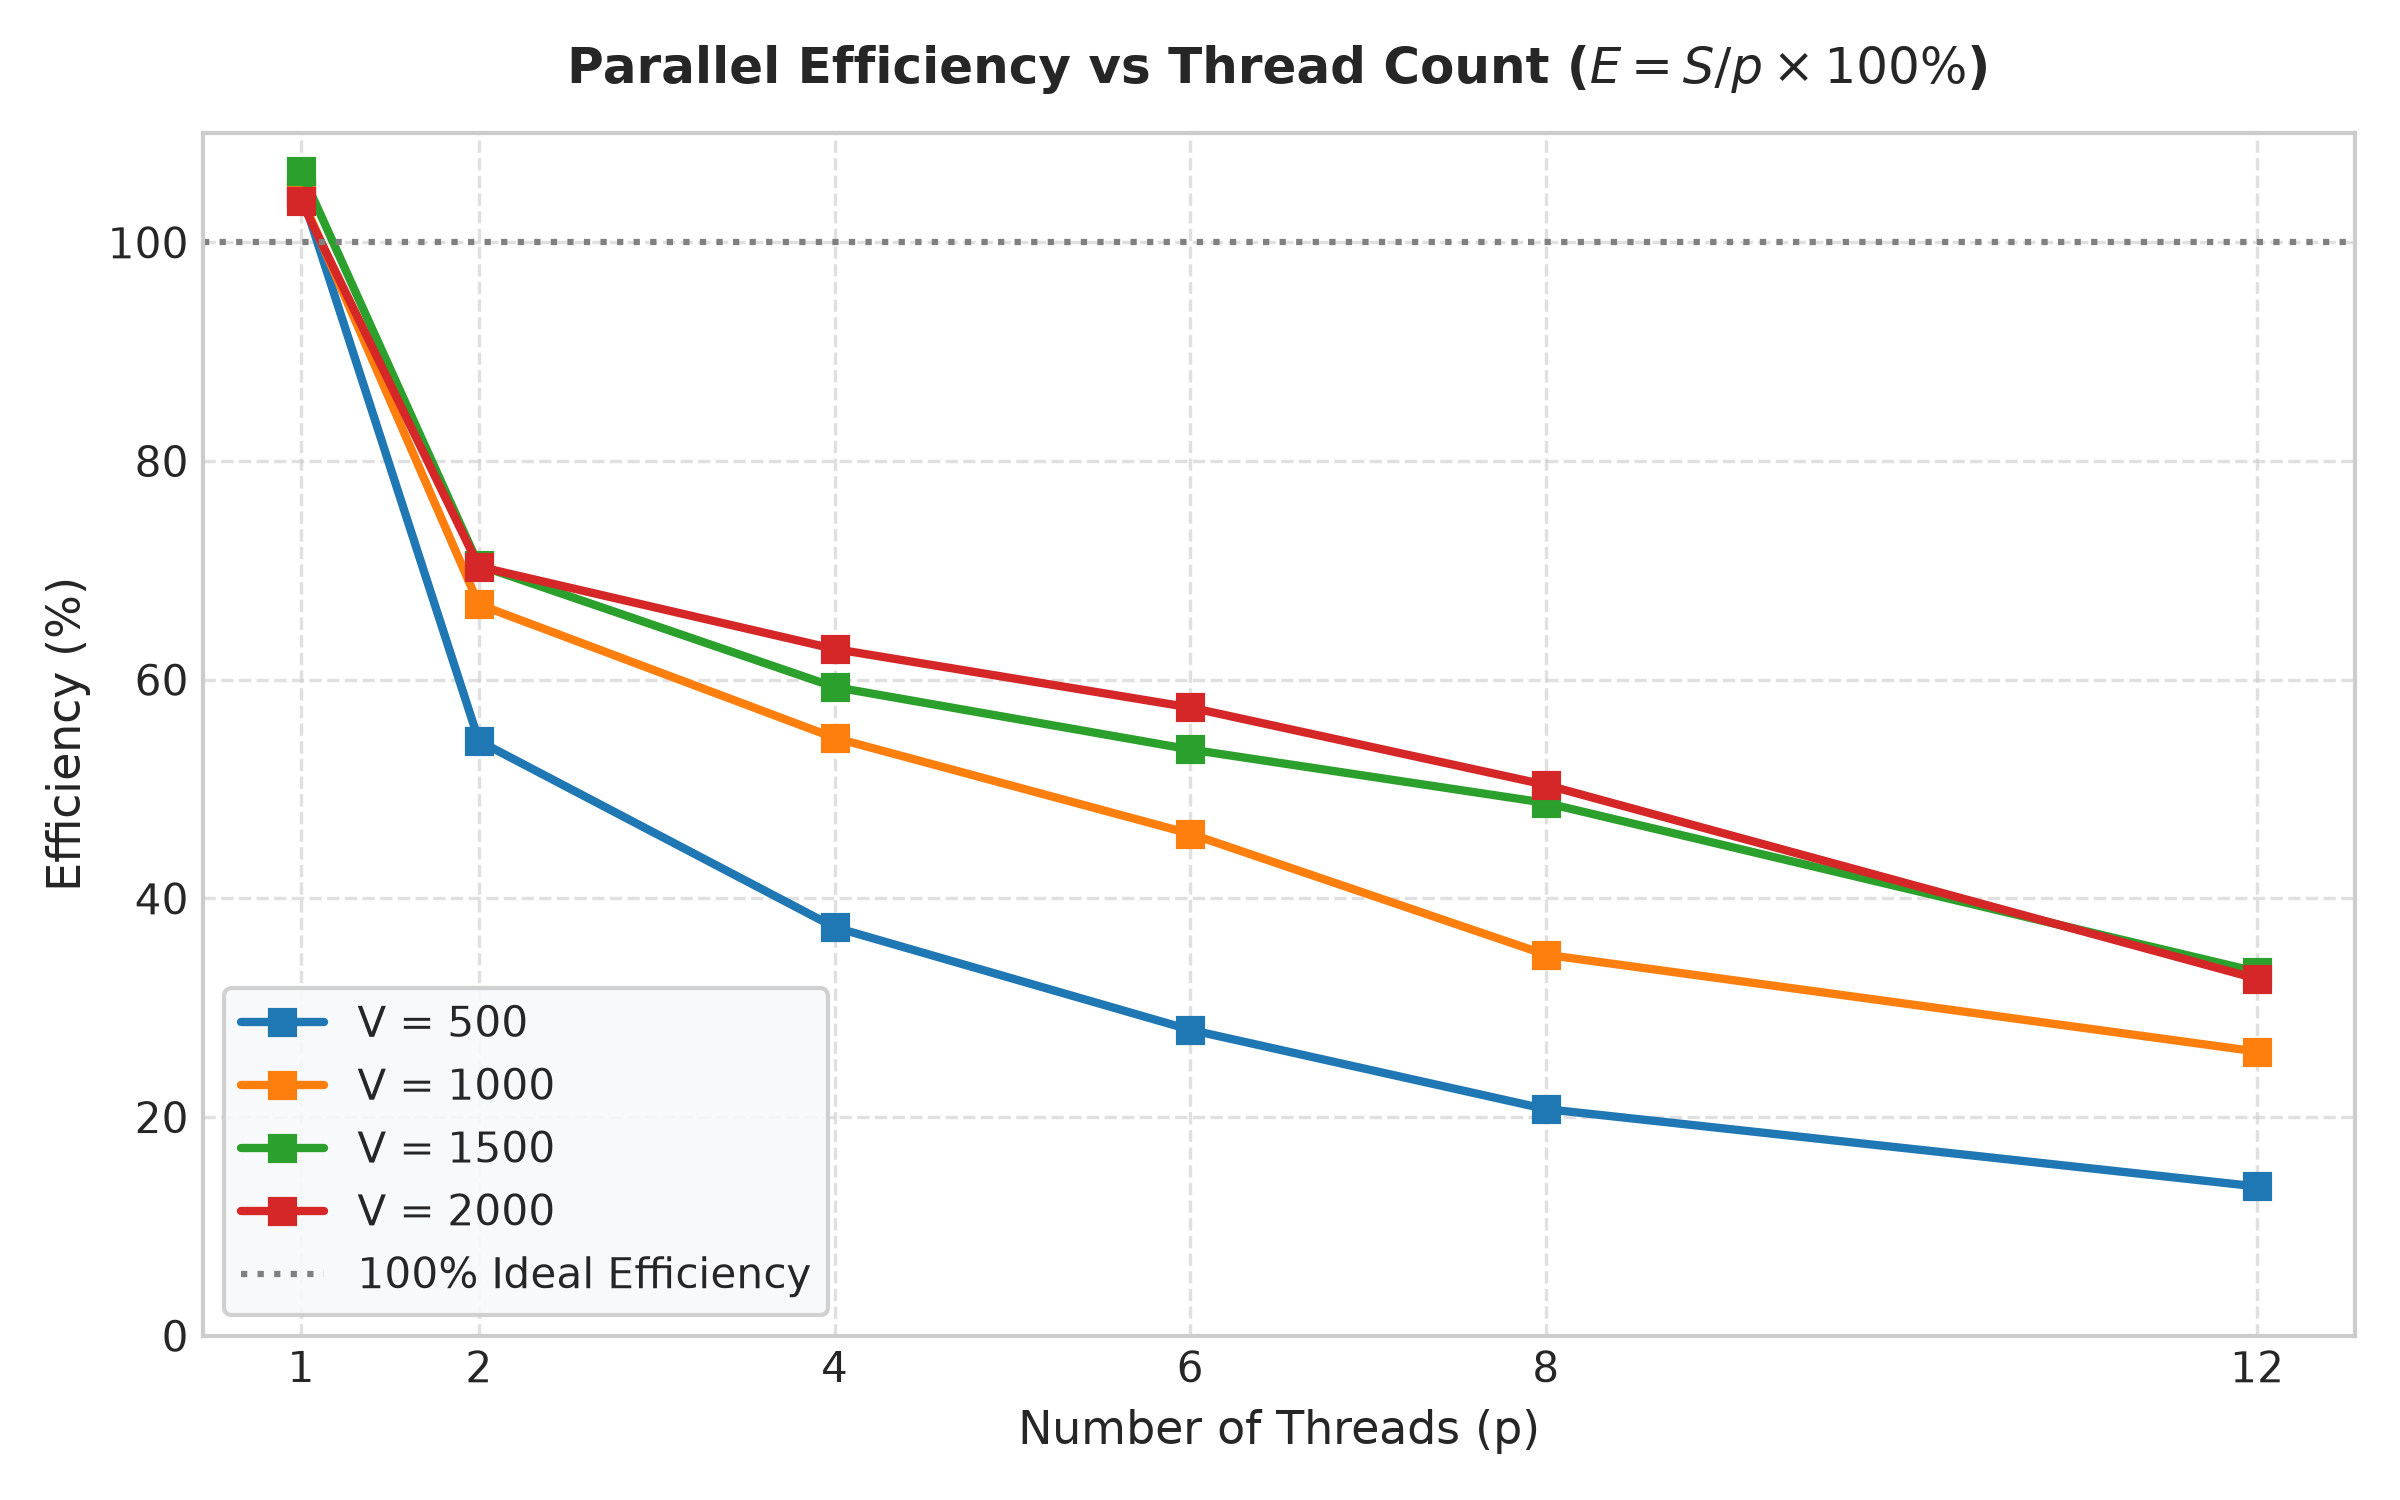 Parallel Efficiency vs Thread Count (E = S/p × 100%)
Efficiency (%)
100
80
60
40
20
0
V = 500
V = 1000
V = 1500
V = 2000
100% Ideal Efficiency
1 2 4 6 8 12
Number of Threads (p)